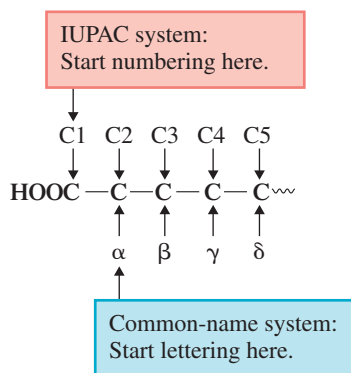 IUPAC system:
Start numbering here.
C1 C2 C3 C4 C5
HOOC—C—C—C—C
α β γ δ
Common-name system:
Start lettering here.